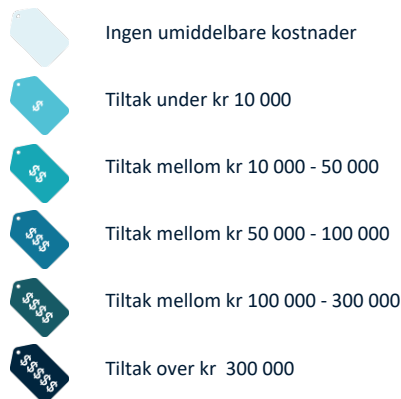 Ingen umiddelbare kostnader
$
Tiltak under kr 10 000
$$
Tiltak mellom kr 10 000 - 50 000
$$$
Tiltak mellom kr 50 000 - 100 000
$$$$
Tiltak mellom kr 100 000 - 300 000
$$$$$
Tiltak over kr  300 000